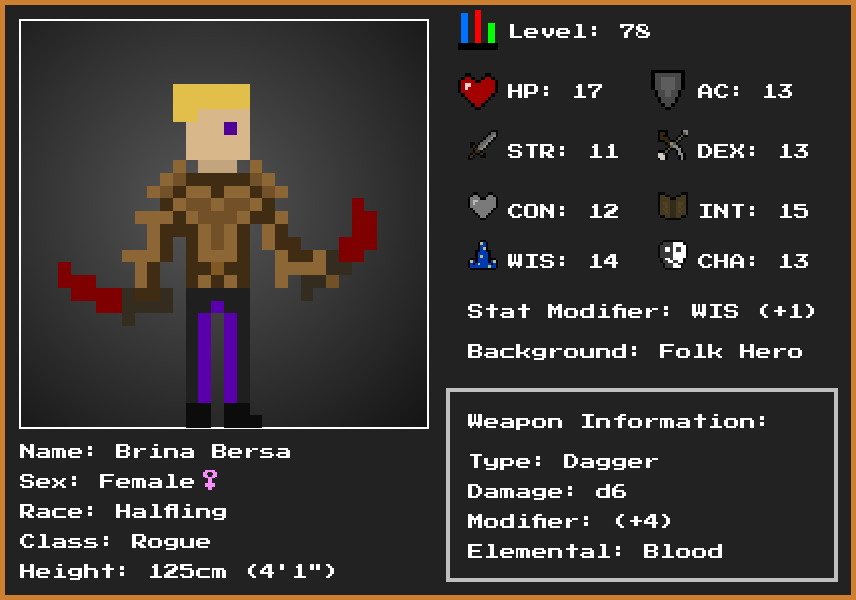 Level: 78
HP: 17
AC: 13
STR: 11
DEX: 13
CON: 12
INT: 15
WIS: 14
CHA: 13
Stat Modifier: WIS (+1)
Background: Folk Hero
Weapon Information:
Type: Dagger
Damage: d6
Modifier: (+4)
Elemental: Blood
Name: Brina Bersa
Sex: Female♀
Race: Halfling
Class: Rogue
Height: 125cm (4'1")